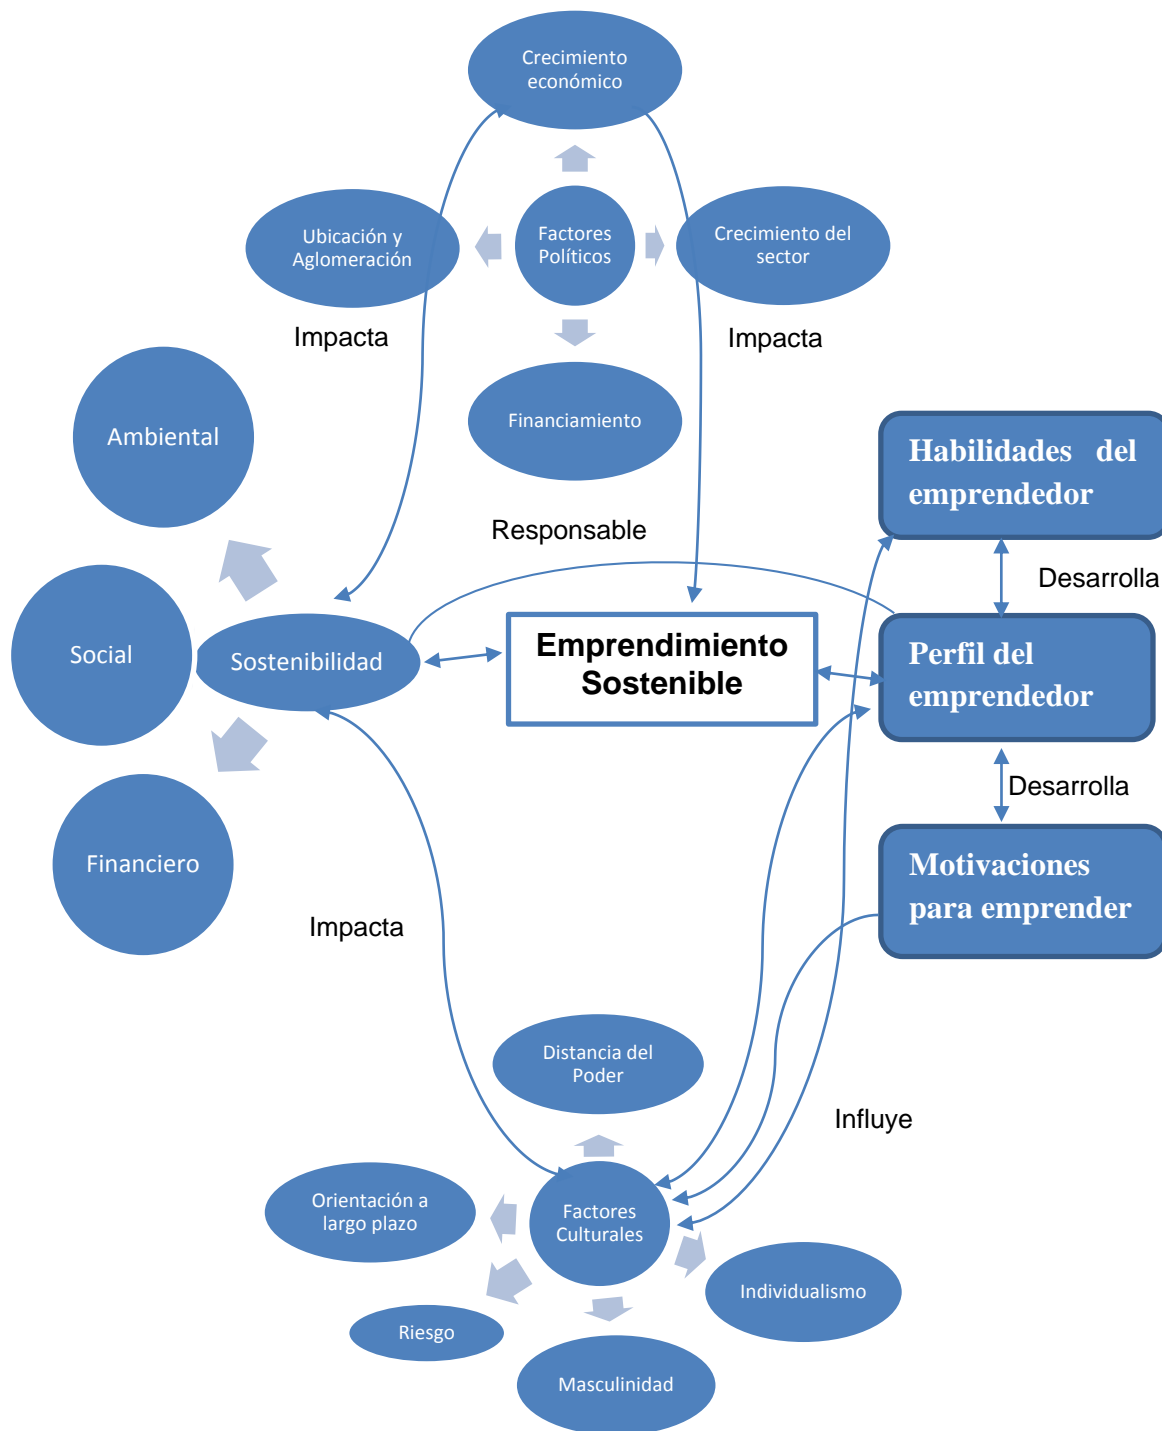 Crecimiento
económico
Ubicación y
Aglomeración
Factores
Políticos
Crecimiento del
sector
Impacta
Impacta
Financiamiento
Ambiental
Habilidades del
emprendedor
Responsable
Desarrolla
Social
Sostenibilidad
Emprendimiento
Sostenible
Perfil del
emprendedor
Desarrolla
Financiero
Motivaciones
para emprender
Impacta
Distancia del
Poder
Influye
Orientación a
largo plazo
Factores
Culturales
Individualismo
Riesgo
Masculinidad